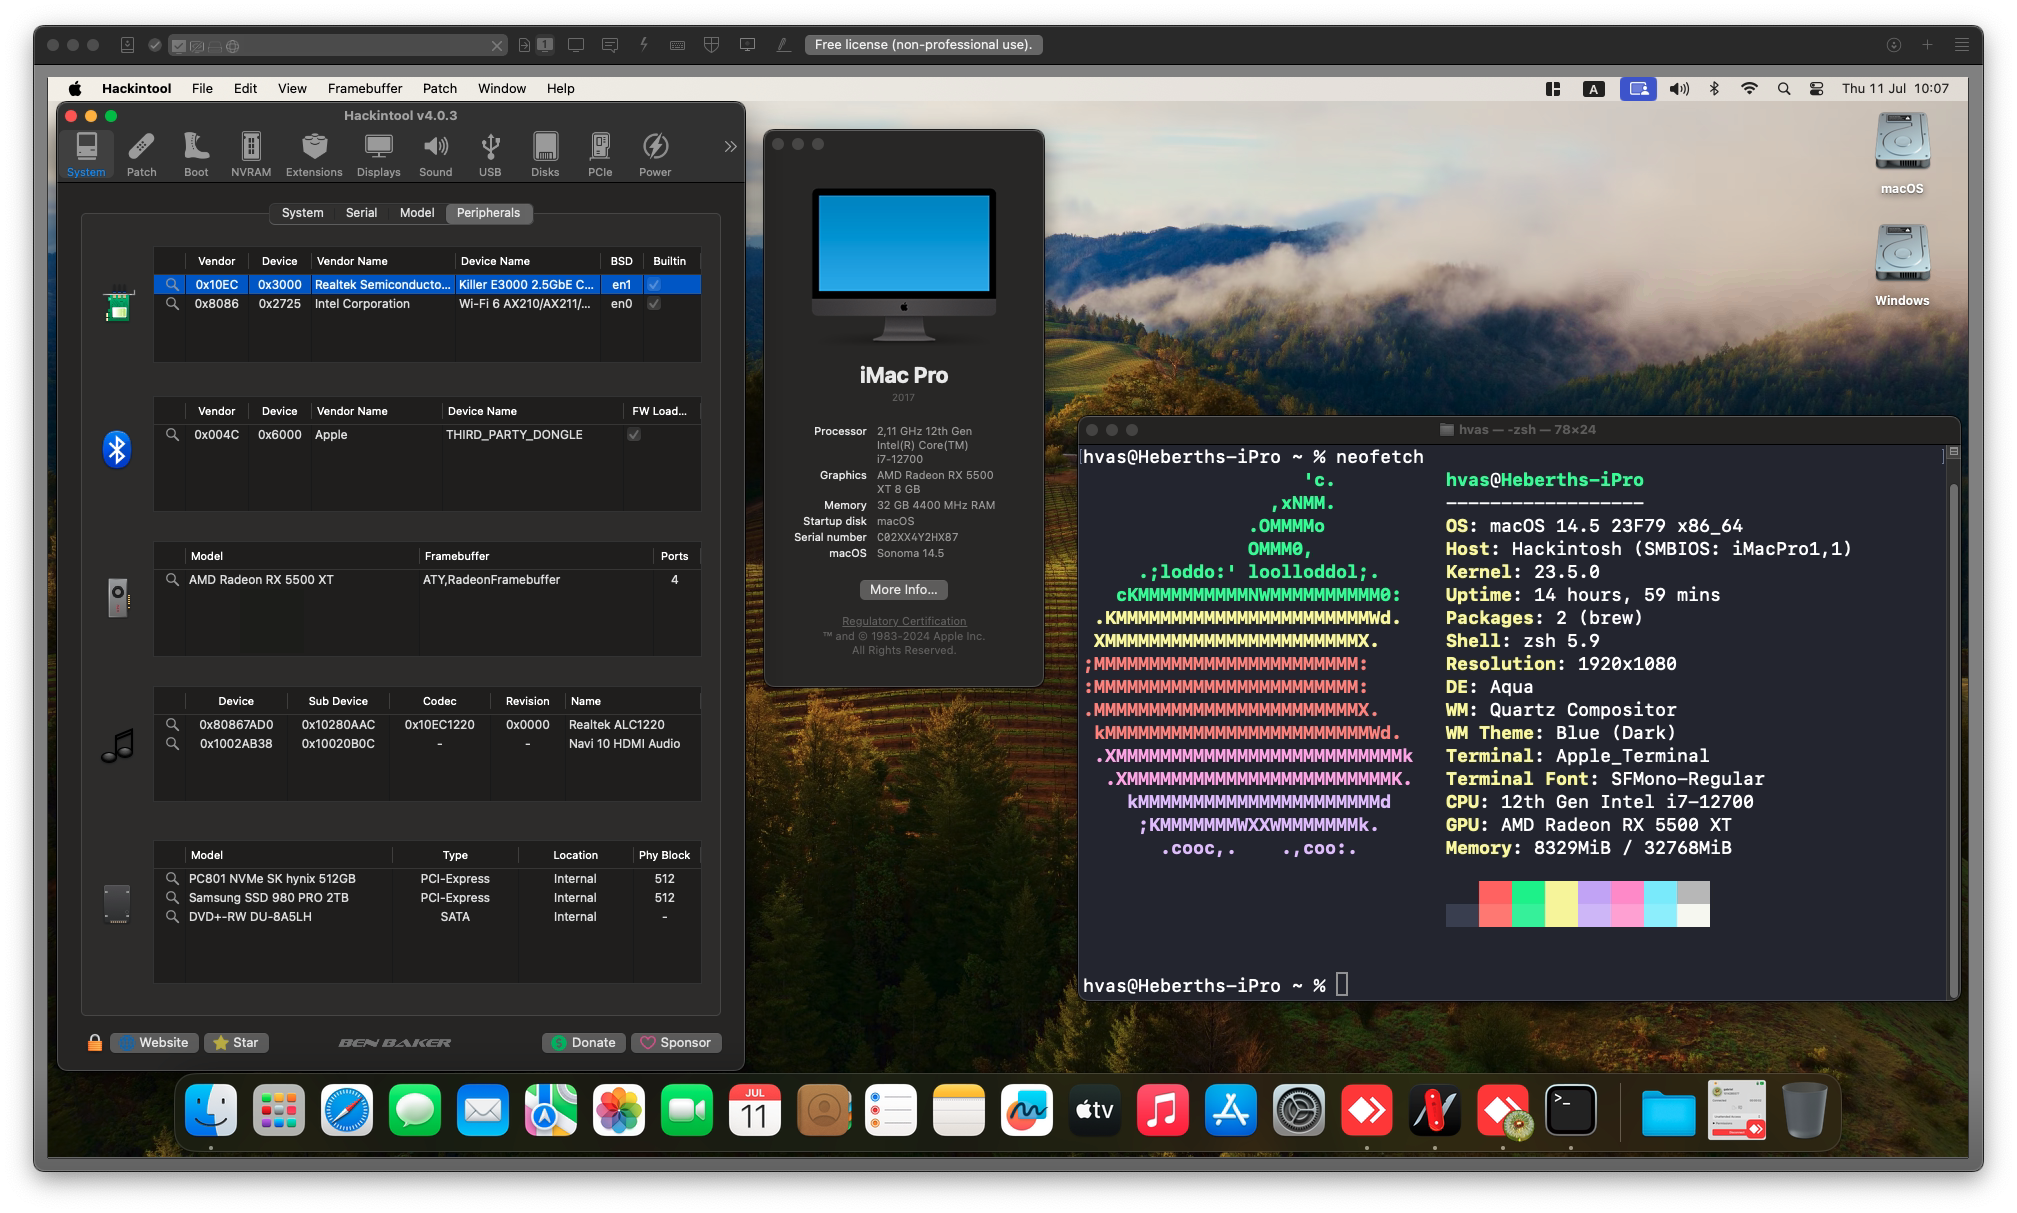 1
Free license (non-professional use).
Hackintool File Edit View Framebuffer Patch Window Help
A
Thu 11 Jul 10:07
Hackintool v4.0.3
System Patch Boot NVRAM Extensions Displays Sound USB Disks PCIe Power
System Serial Model Peripherals
Vendor Device Vendor Name Device Name BSD Builtin
0x10EC 0x3000 Realtek Semiconducto... Killer E3000 2.5GbE C... en1
0x8086 0x2725 Intel Corporation Wi-Fi 6 AX210/AX211/... en0
Vendor Device Vendor Name Device Name FW Load...
0x004C 0x6000 Apple THIRD_PARTY_DONGLE
Model Framebuffer Ports
AMD Radeon RX 5500 XT ATY,RadeonFramebuffer 4
Device Sub Device Codec Revision Name
0x80867AD0 0x10280AAC 0x10EC1220 0x0000 Realtek ALC1220
0x1002AB38 0x10020B0C - - Navi 10 HDMI Audio
Model Type Location Phy Block
PC801 NVMe SK hynix 512GB PCI-Express Internal 512
Samsung SSD 980 PRO 2TB PCI-Express Internal 512
DVD+-RW DU-8A5LH SATA Internal -
Website Star BEN BAKER Donate Sponsor
iMac Pro
2017
Processor 2,11 GHz 12th Gen
Intel(R) Core(TM)
i7-12700
Graphics AMD Radeon RX 5500
XT 8 GB
Memory 32 GB 4400 MHz RAM
Startup disk macOS
Serial number C02XX4Y2HX87
macOS Sonoma 14.5
More Info...
Regulatory Certification
™ and © 1983-2024 Apple Inc.
All Rights Reserved.
macOS
Windows
hvas — -zsh — 78×24
hvas@Heberths-iPro ~ % neofetch
'c. hvas@Heberths-iPro
,xNMM. ------------------
.OMMMMo OS: macOS 14.5 23F79 x86_64
OMMM0, Host: Hackintosh (SMBIOS: iMacPro1,1)
.;loddo:' loolloddol;. Kernel: 23.5.0
cKMMMMMMMMMMNWMMMMMMMMMM0: Uptime: 14 hours, 59 mins
.KMMMMMMMMMMMMMMMMMMMMMMMWd. Packages: 2 (brew)
XMMMMMMMMMMMMMMMMMMMMMMMX. Shell: zsh 5.9
;MMMMMMMMMMMMMMMMMMMMMMMM: Resolution: 1920x1080
:MMMMMMMMMMMMMMMMMMMMMMMM: DE: Aqua
.MMMMMMMMMMMMMMMMMMMMMMMMX. WM: Quartz Compositor
kMMMMMMMMMMMMMMMMMMMMMMMMWd. WM Theme: Blue (Dark)
.XMMMMMMMMMMMMMMMMMMMMMMMMMMk Terminal: Apple_Terminal
.XMMMMMMMMMMMMMMMMMMMMMMMMK. Terminal Font: SFMono-Regular
kMMMMMMMMMMMMMMMMMMMMMMd CPU: 12th Gen Intel i7-12700
;KMMMMMMMWXXWMMMMMMMk. GPU: AMD Radeon RX 5500 XT
.cooc,. .,coo:. Memory: 8329MiB / 32768MiB
hvas@Heberths-iPro ~ %
JUL
11
tv
>_